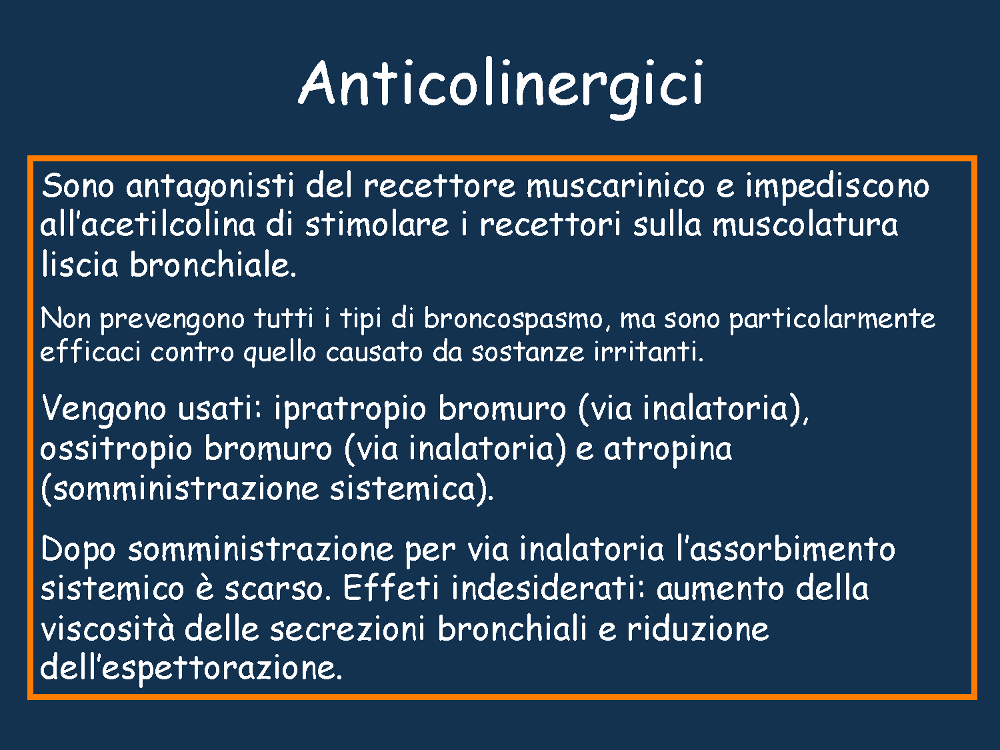 Anticolinergici
Sono antagonisti del recettore muscarinico e impediscono
all’acetilcolina di stimolare i recettori sulla muscolatura
liscia bronchiale.
Non prevengono tutti i tipi di broncospasmo, ma sono particolarmente
efficaci contro quello causato da sostanze irritanti.
Vengono usati: ipratropio bromuro (via inalatoria),
ossitropio bromuro (via inalatoria) e atropina
(somministrazione sistemica).
Dopo somministrazione per via inalatoria l’assorbimento
sistemico è scarso. Effeti indesiderati: aumento della
viscosità delle secrezioni bronchiali e riduzione
dell’espettorazione.